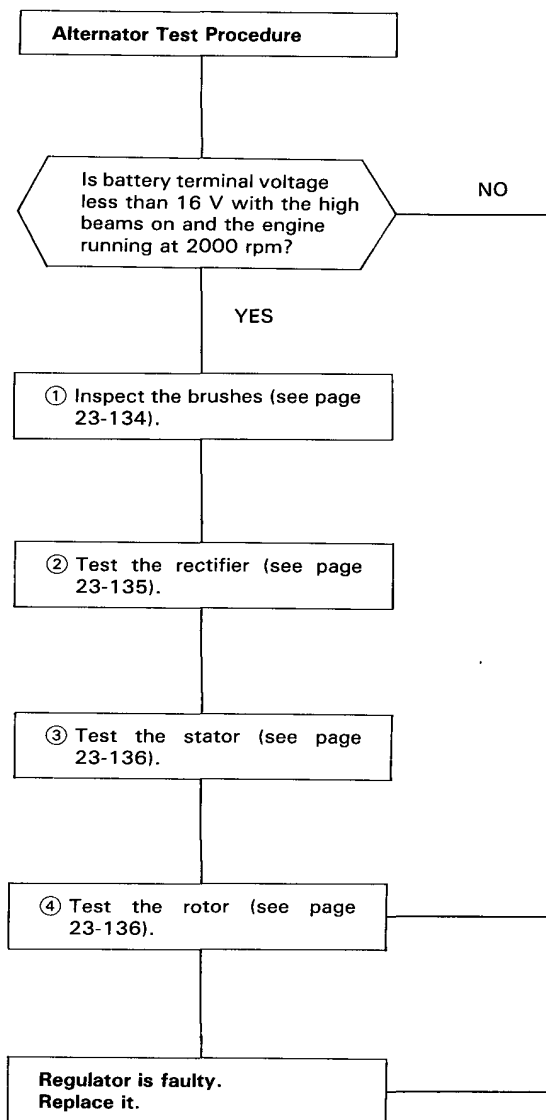 Alternator Test Procedure
Is battery terminal voltage
less than 16 V with the high
beams on and the engine
running at 2000 rpm?
NO
YES
① Inspect the brushes (see page
23-134).
② Test the rectifier (see page
23-135).
③ Test the stator (see page
23-136).
④ Test the rotor (see page
23-136).
Regulator is faulty.
Replace it.